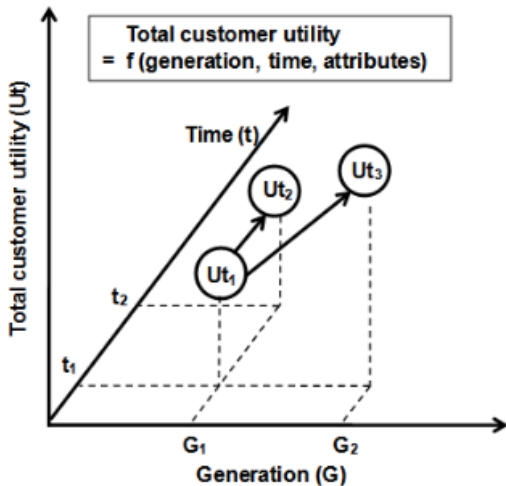 Total customer utility
= f (generation, time, attributes)
Total customer utility (Ut)
Time (t)
Ut₃
Ut₂
Ut₁
t₂
t₁
G₁
G₂
Generation (G)